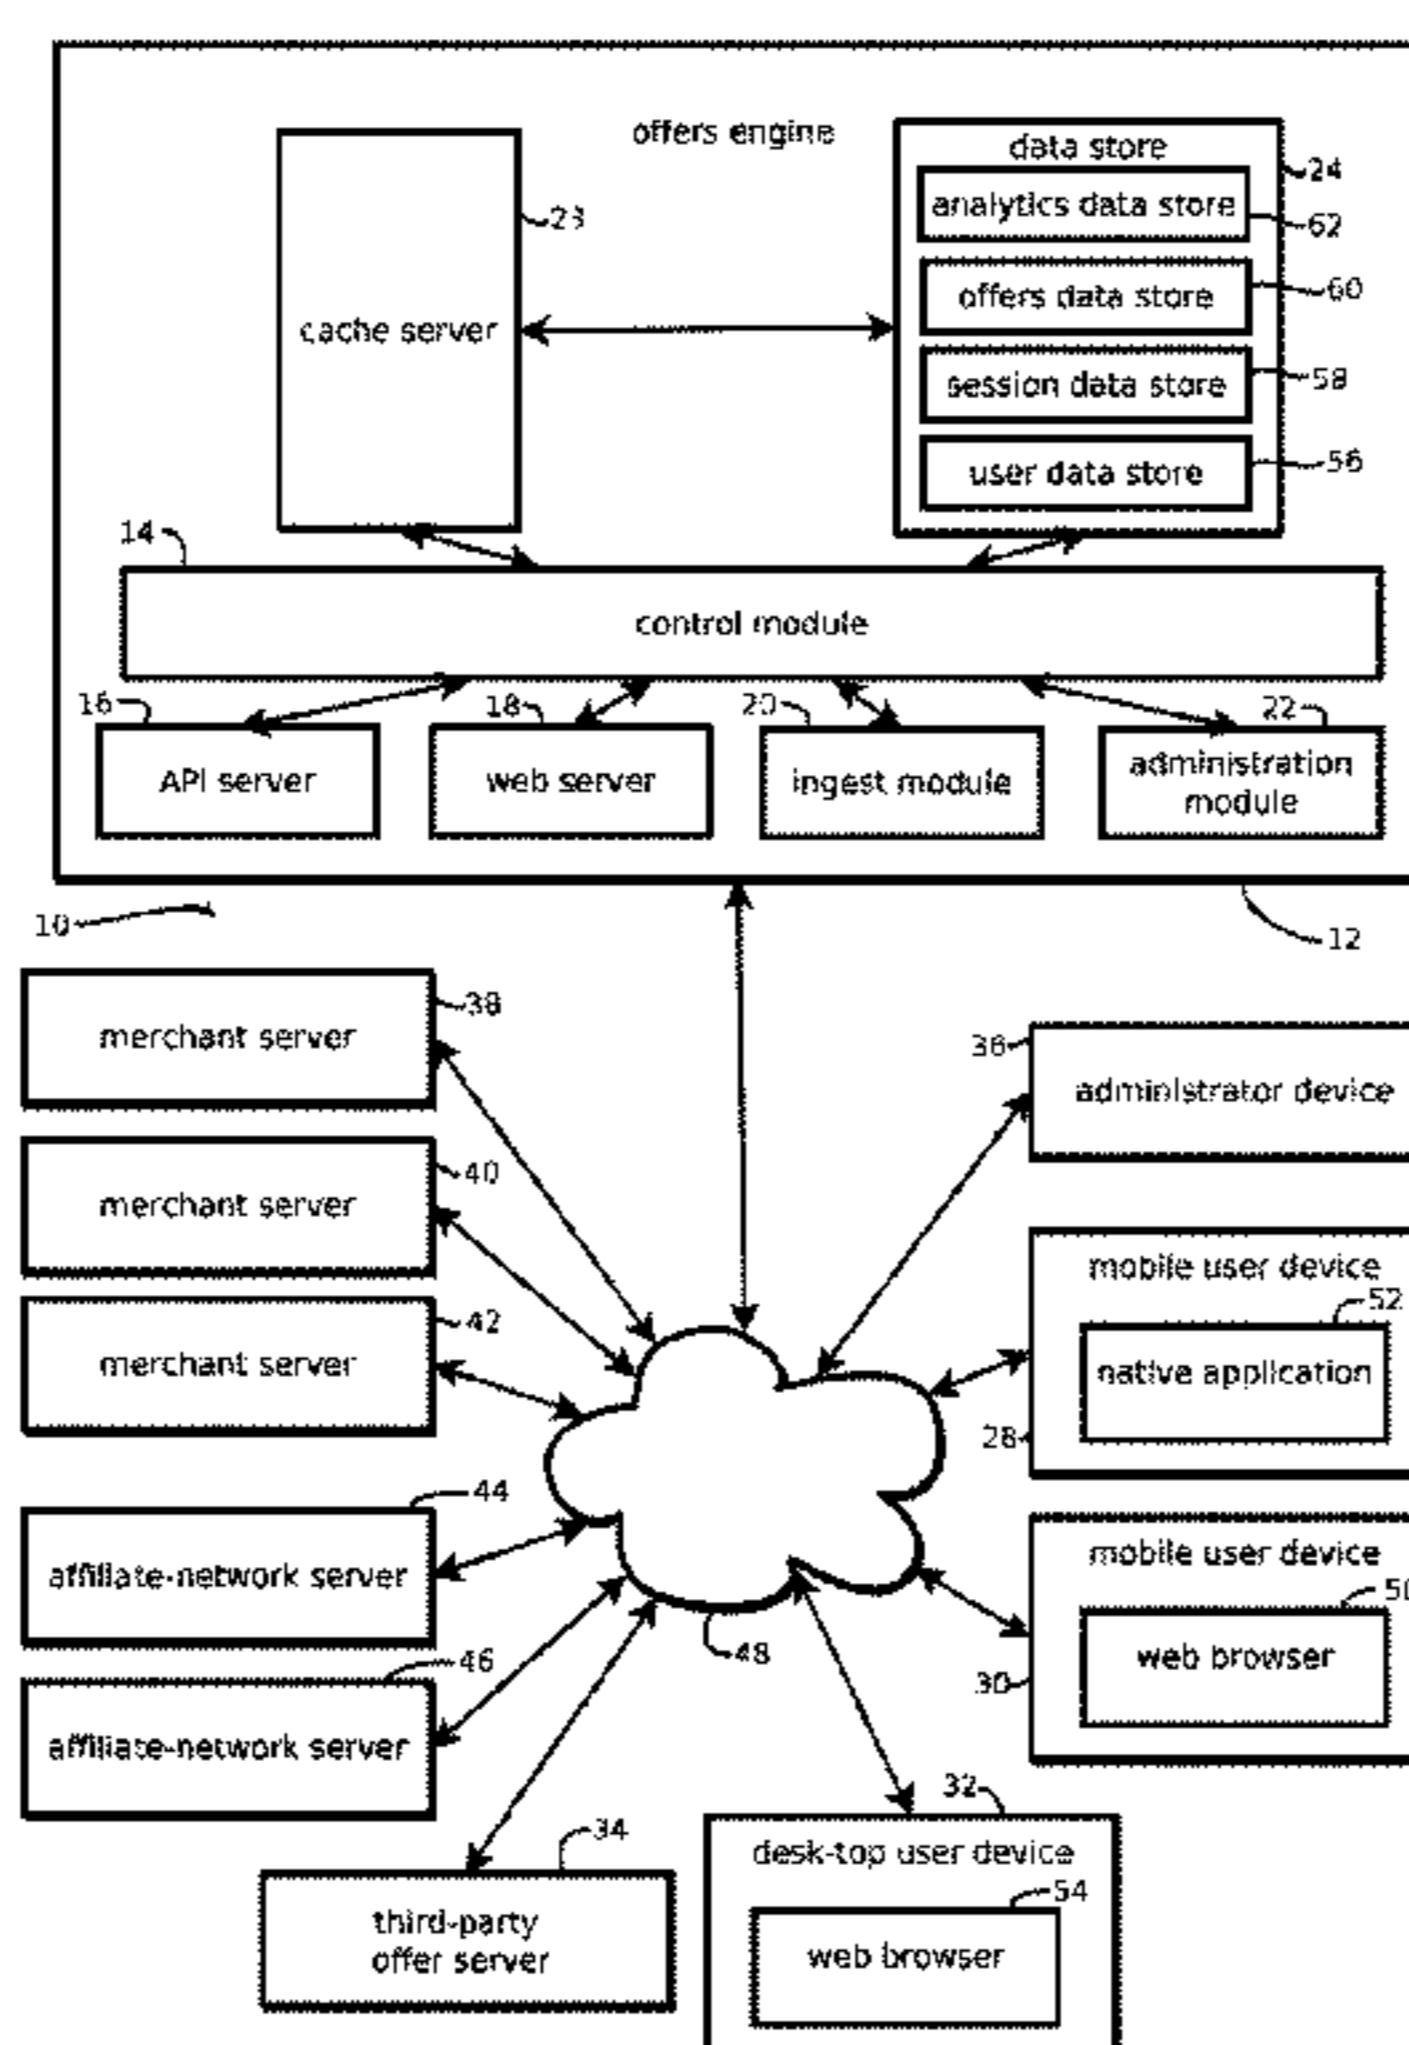 offers engine
data store
24
analytics data store
62
23
offers data store
60
cache server
session data store
58
user data store
56
14
control module
16
18
20
22
API server
web server
ingest module
administration
module
10
12
merchant server
38
36
administrator device
merchant server
40
mobile user device
52
native application
28
merchant server
42
44
affiliate-network server
mobile user device
50
web browser
30
48
46
affiliate-network server
32
desk-top user device
34
54
third-party
offer server
web browser